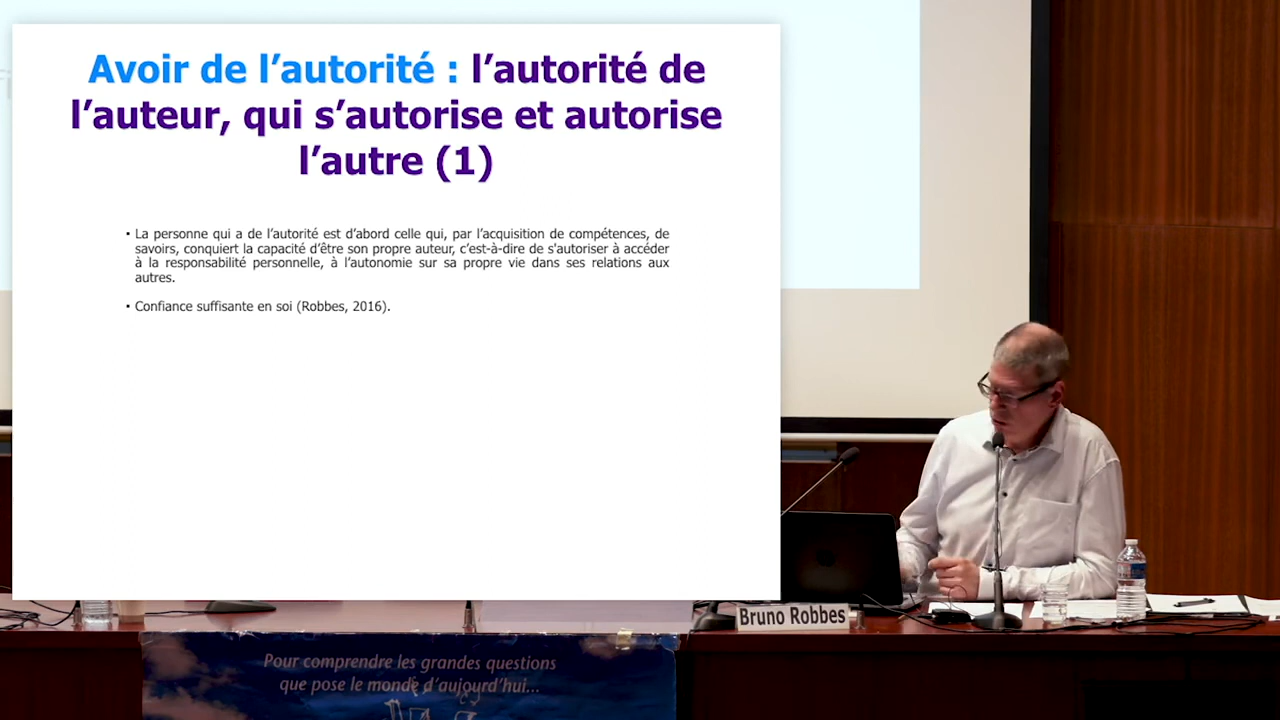 Avoir de l’autorité : l’autorité de
l’auteur, qui s’autorise et autorise
l’autre (1)
• La personne qui a de l’autorité est d’abord celle qui, par l’acquisition de compétences, de
savoirs, conquiert la capacité d’être son propre auteur, c’est-à-dire de s'autoriser à accéder
à la responsabilité personnelle, à l’autonomie sur sa propre vie dans ses relations aux
autres.
• Confiance suffisante en soi (Robbes, 2016).
Bruno Robbes
Pour comprendre les grandes questions
que pose le monde d’aujourd’hui...